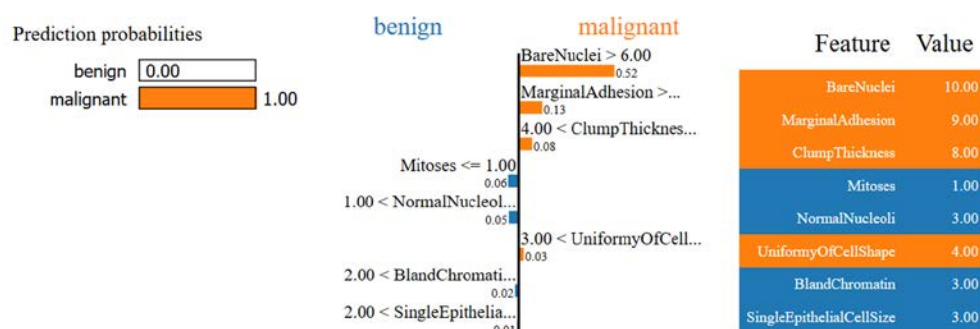 Prediction probabilities
benign 0.00
malignant 1.00
benign malignant
BareNuclei > 6.00
0.52
MarginalAdhesion >...
0.13
4.00 < ClumpThicknes...
0.08
Mitoses <= 1.00
0.06
1.00 < NormalNucleol...
0.05
3.00 < UniformyOfCell...
0.03
2.00 < BlandChromati...
0.02
2.00 < SingleEpithelia...
0.01
Feature Value
BareNuclei 10.00
MarginalAdhesion 9.00
ClumpThickness 8.00
Mitoses 1.00
NormalNucleoli 3.00
UniformyOfCellShape 4.00
BlandChromatin 3.00
SingleEpithelialCellSize 3.00